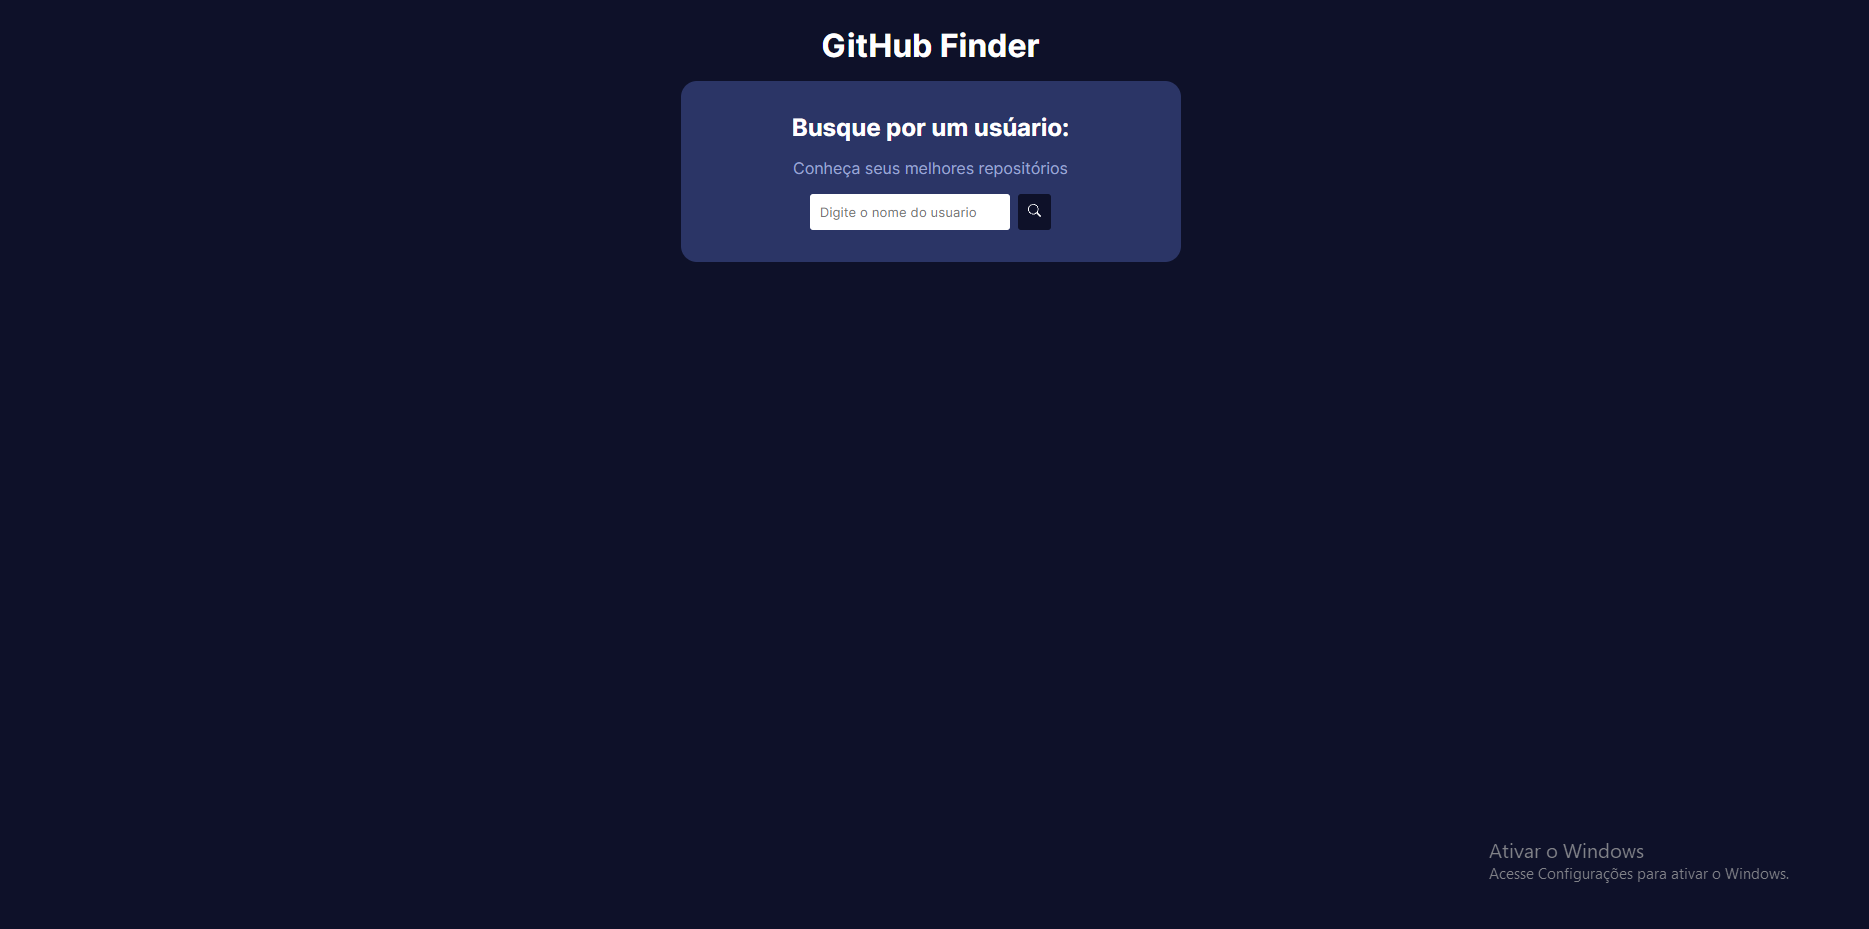 GitHub Finder
Busque por um usúario:
Conheça seus melhores repositórios
Digite o nome do usuario
Ativar o Windows
Acesse Configurações para ativar o Windows.